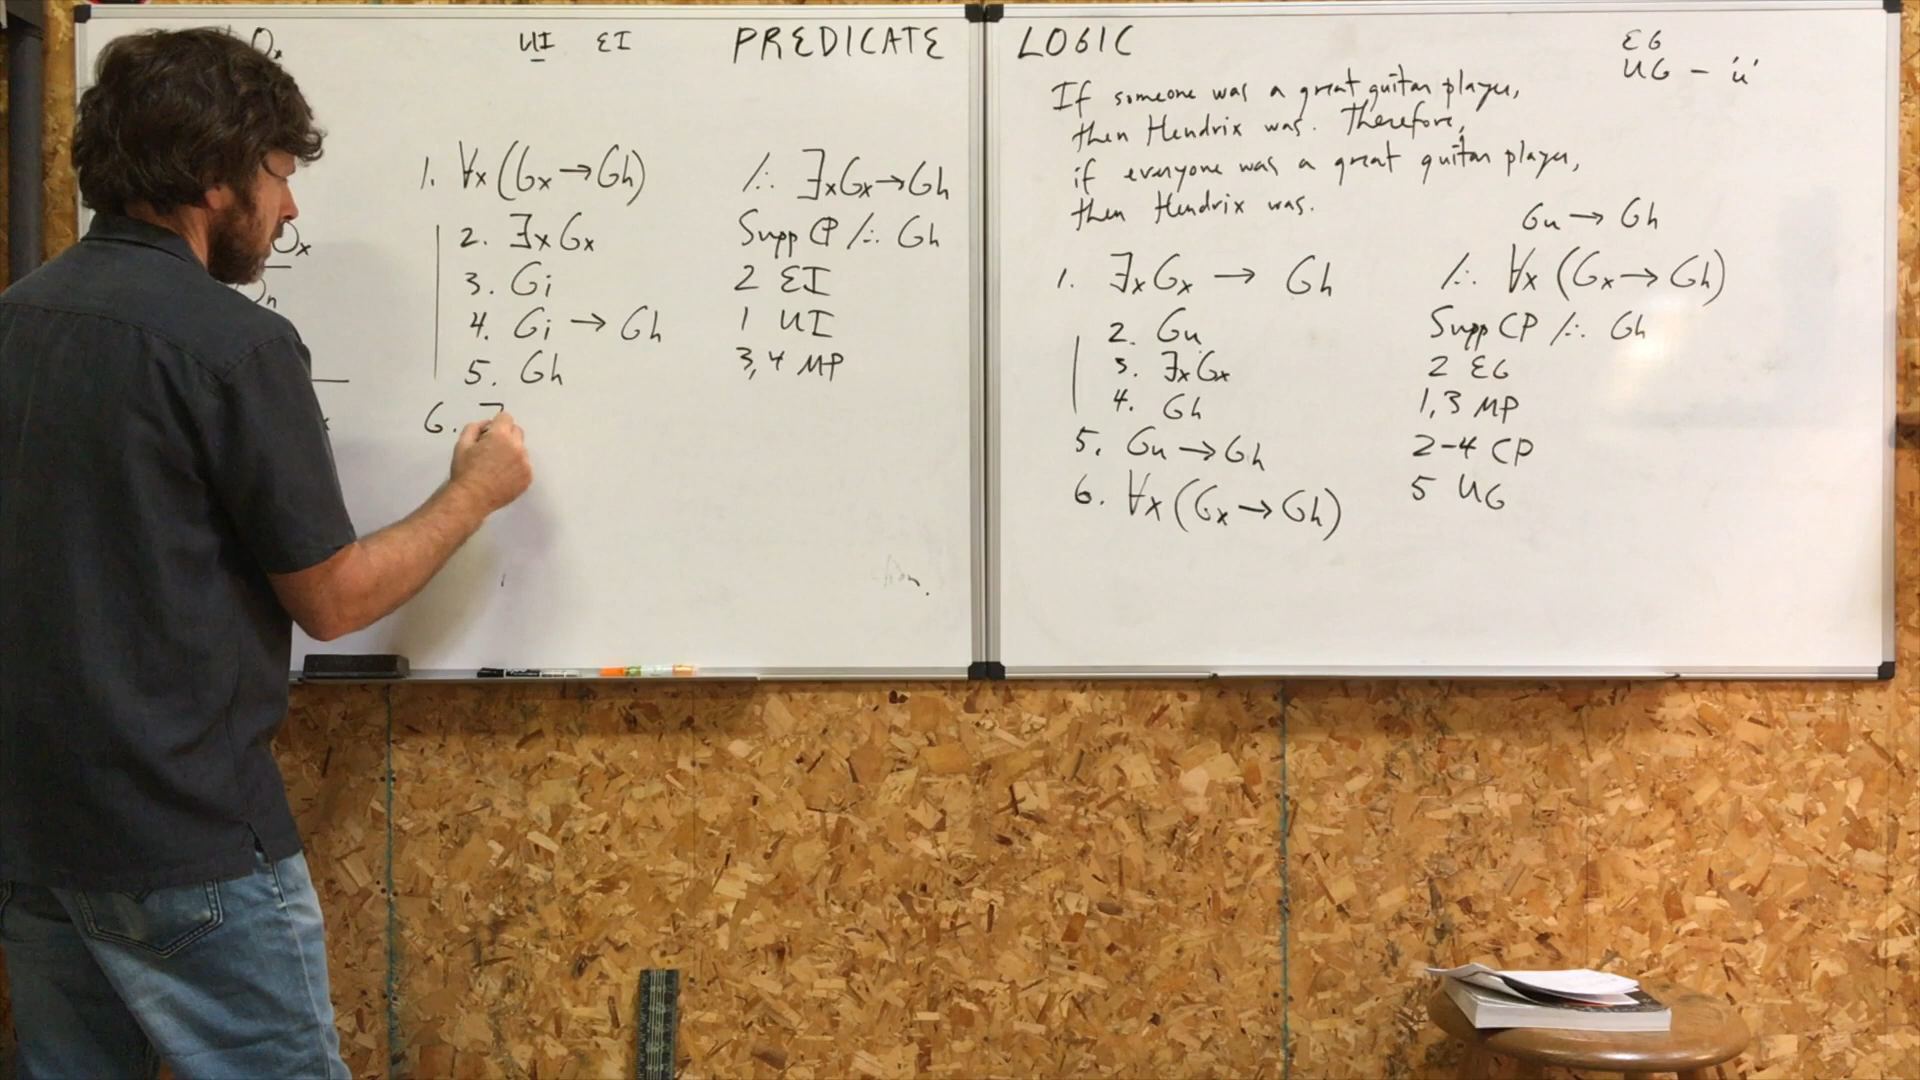 UI EI PREDICATE LOGIC
EG
UG – 'u'
If someone was a great guitar player,
then Hendrix was. Therefore,
if everyone was a great guitar player,
then Hendrix was.
1. ∀x(Gx→Gh) /∴ ∃xGx→Gh
2. ∃xGx Supp CP /∴ Gh
3. Gi 2 EI
4. Gi → Gh 1 UI
5. Gh 3,4 MP
6.
Gu → Gh
1. ∃xGx → Gh /∴ ∀x (Gx→Gh)
2. Gu Supp CP /∴ Gh
3. ∃xGx 2 EG
4. Gh 1,3 MP
5. Gu → Gh 2–4 CP
6. ∀x (Gx→Gh) 5 UG